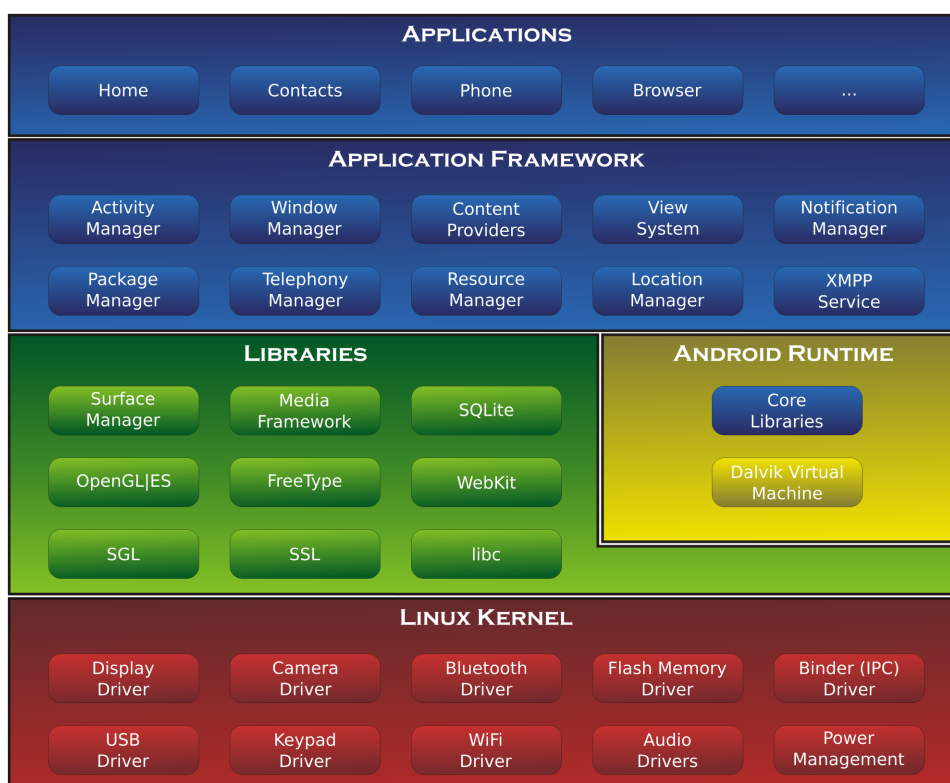 APPLICATIONS
Home
Contacts
Phone
Browser
...
APPLICATION FRAMEWORK
Activity
Manager
Window
Manager
Content
Providers
View
System
Notification
Manager
Package
Manager
Telephony
Manager
Resource
Manager
Location
Manager
XMPP
Service
LIBRARIES
Surface
Manager
Media
Framework
SQLite
OpenGL|ES
FreeType
WebKit
SGL
SSL
libc
ANDROID RUNTIME
Core
Libraries
Dalvik Virtual
Machine
LINUX KERNEL
Display
Driver
Camera
Driver
Bluetooth
Driver
Flash Memory
Driver
Binder (IPC)
Driver
USB
Driver
Keypad
Driver
WiFi
Driver
Audio
Drivers
Power
Management